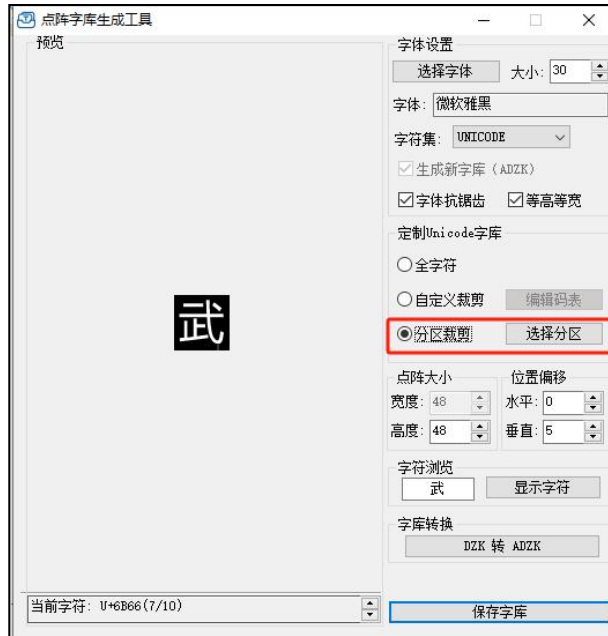 点阵字库生成工具
预览
武
当前字符: U+6B66(7/10)
字体设置
选择字体 大小: 30
字体: 微软雅黑
字符集: UNICODE
生成新字库(ADZK)
字体抗锯齿 等高等宽
定制Unicode字库
全字符
自定义裁剪 编辑码表
分区裁剪 选择分区
点阵大小 位置偏移
宽度: 48 水平: 0
高度: 48 垂直: 5
字符浏览
武 显示字符
字库转换
DZK 转 ADZK
保存字库